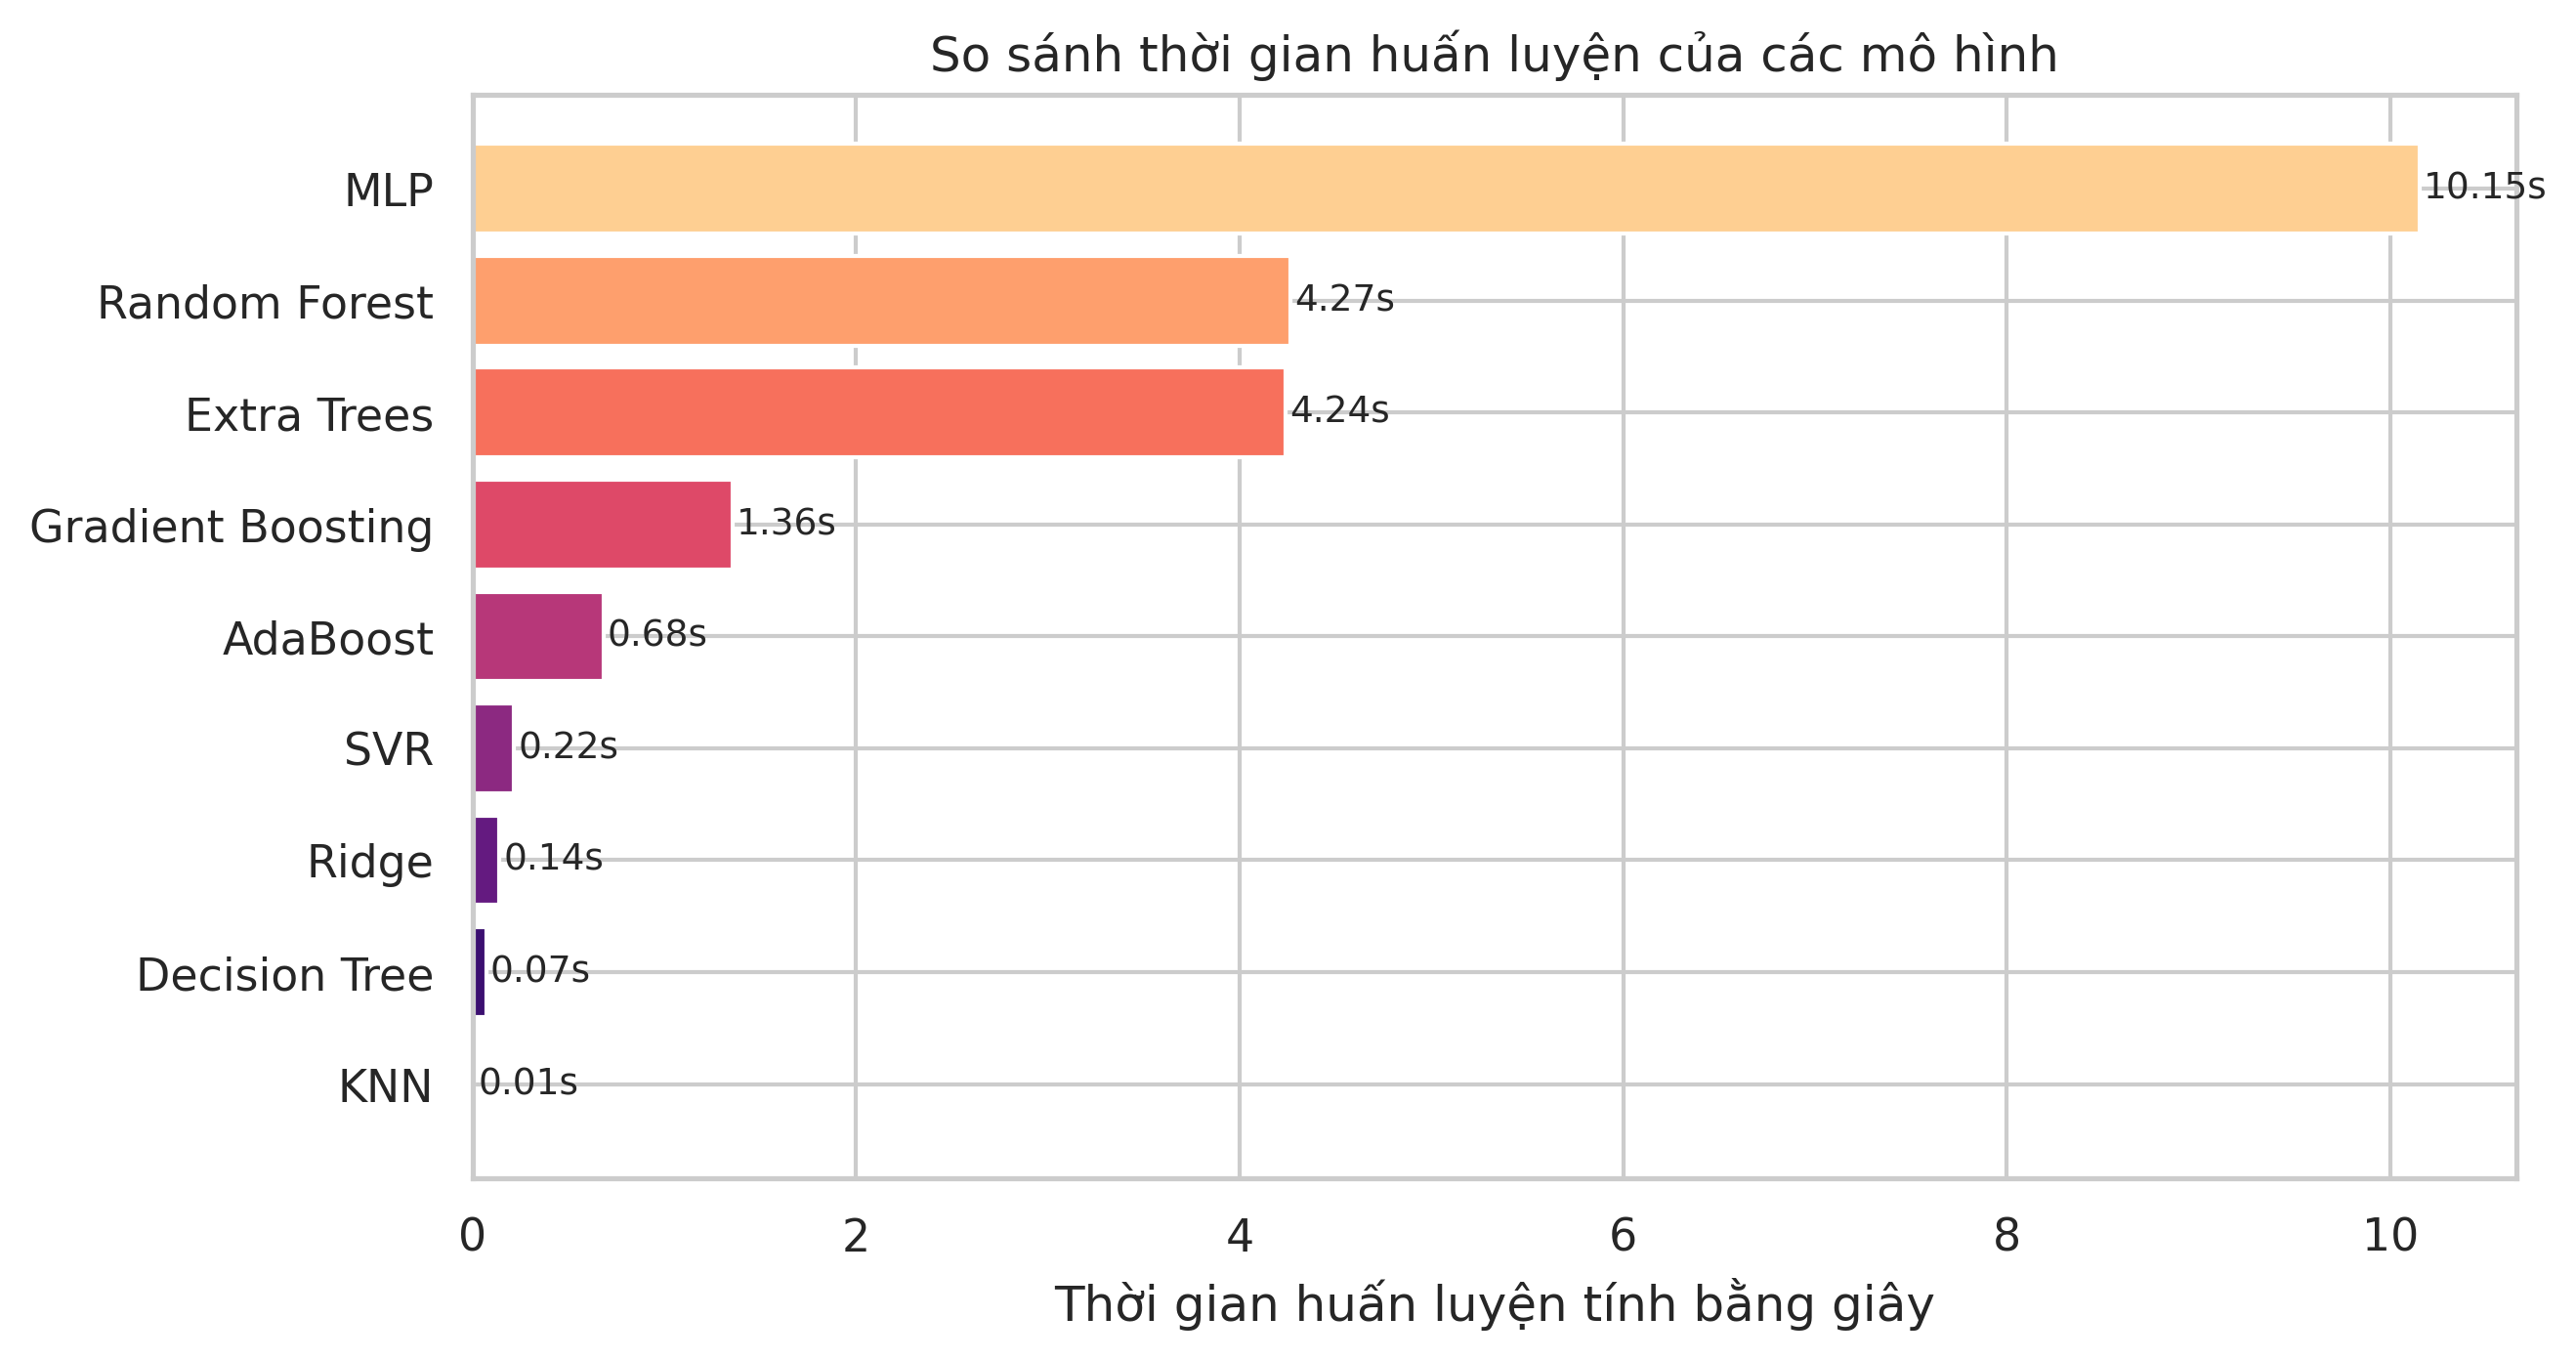 So sánh thời gian huấn luyện của các mô hình
MLP
10.15s
Random Forest
4.27s
Extra Trees
4.24s
Gradient Boosting
1.36s
AdaBoost
0.68s
SVR
0.22s
Ridge
0.14s
Decision Tree
0.07s
KNN
0.01s
0 2 4 6 8 10
Thời gian huấn luyện tính bằng giây